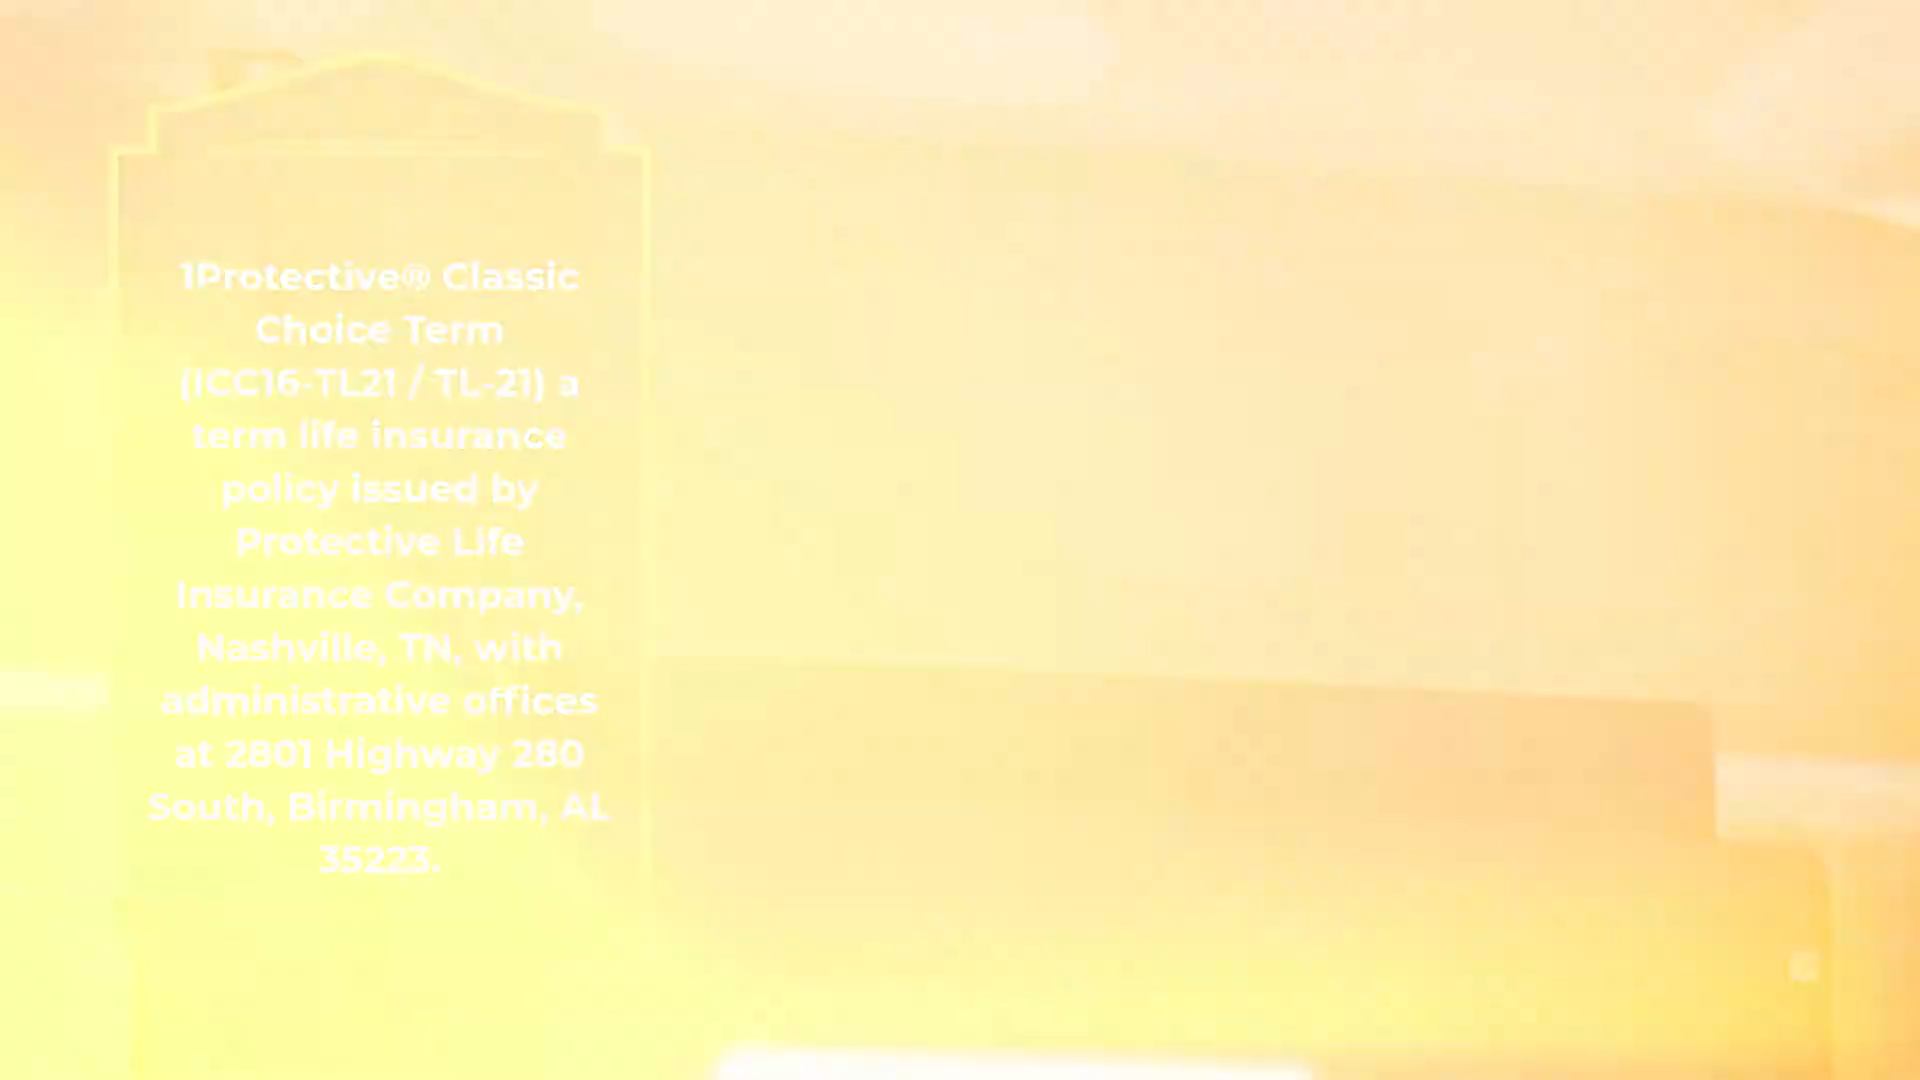 1Protective® Classic
Choice Term
(ICC16-TL21 / TL-21) a
term life insurance
policy issued by
Protective Life
Insurance Company,
Nashville, TN, with
administrative offices
at 2801 Highway 280
South, Birmingham, AL
35223.